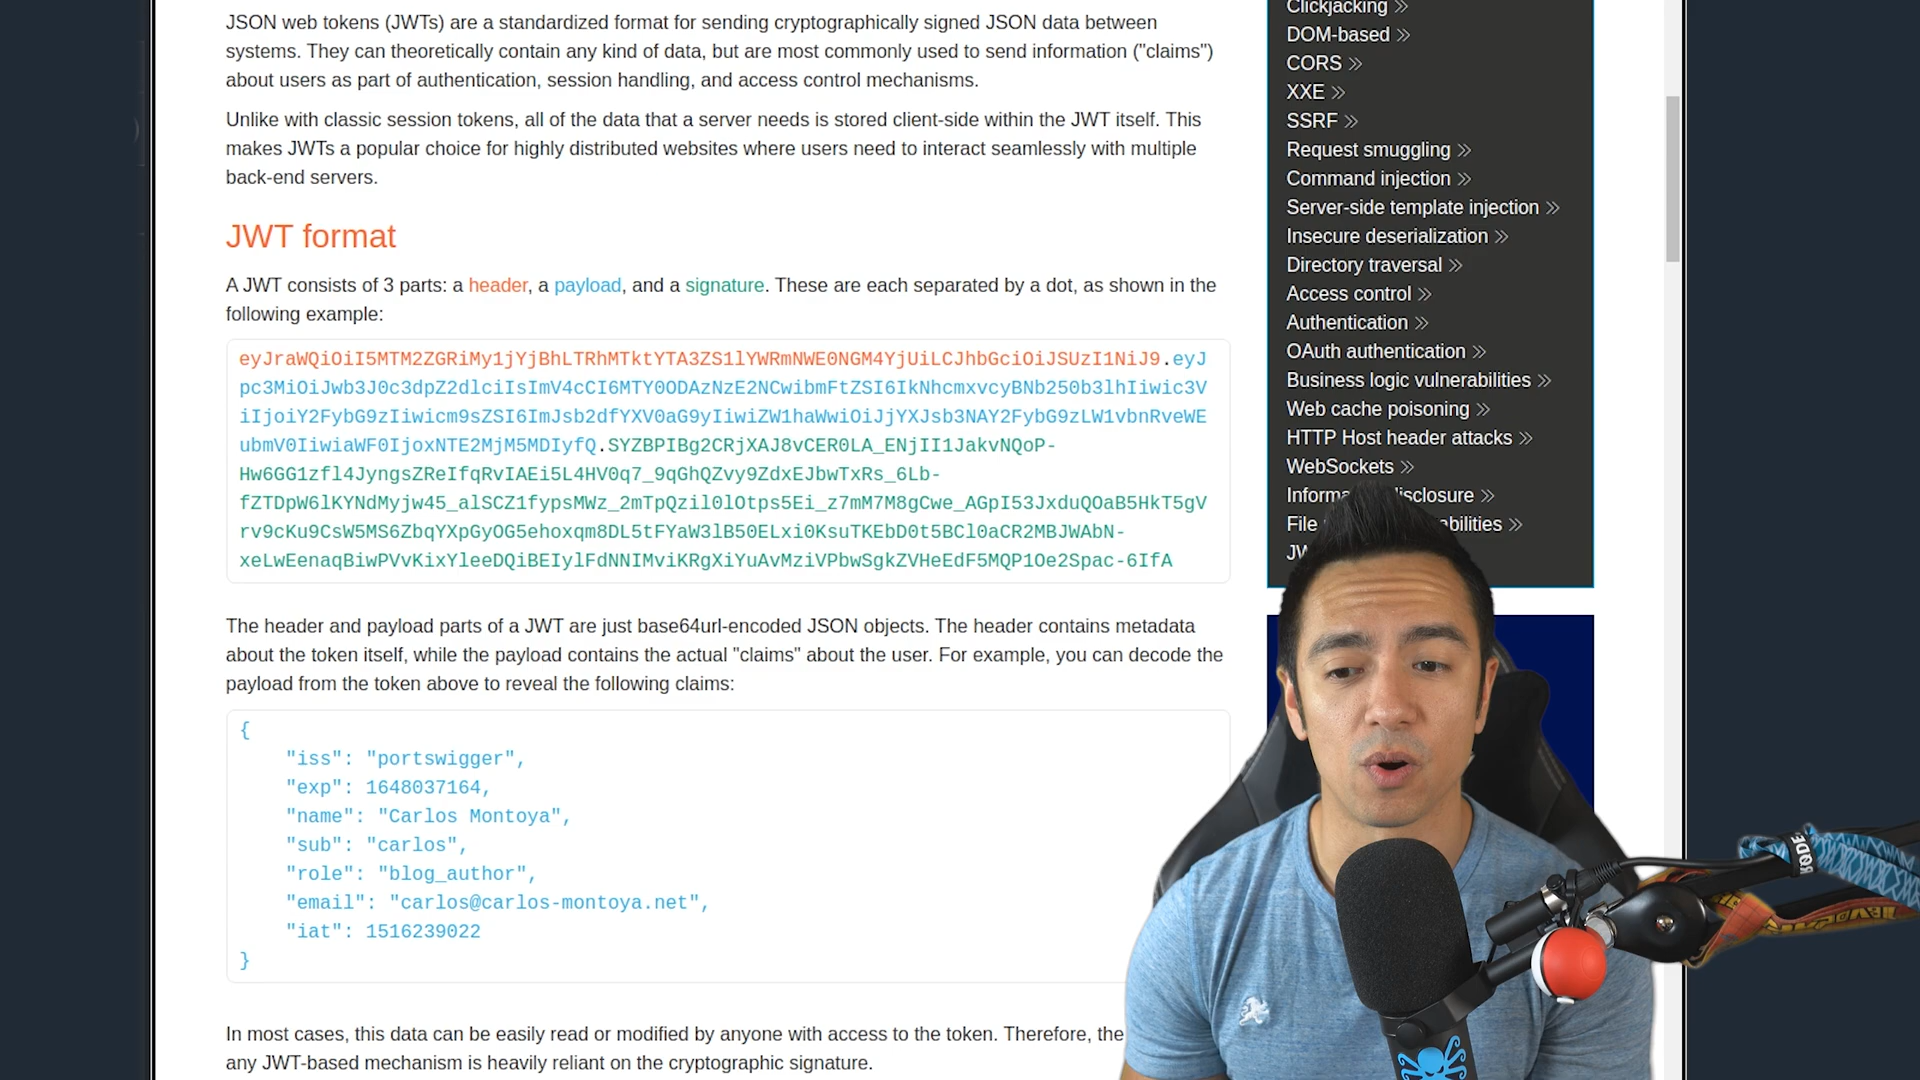 JSON web tokens (JWTs) are a standardized format for sending cryptographically signed JSON data between
systems. They can theoretically contain any kind of data, but are most commonly used to send information ("claims")
about users as part of authentication, session handling, and access control mechanisms.
Unlike with classic session tokens, all of the data that a server needs is stored client-side within the JWT itself. This
makes JWTs a popular choice for highly distributed websites where users need to interact seamlessly with multiple
back-end servers.
JWT format
A JWT consists of 3 parts: a header, a payload, and a signature. These are each separated by a dot, as shown in the
following example:
eyJraWQiOiI5MTM2ZGRiMy1jYjBhLTRhMTktYTA3ZS1lYWRmNWE0NGM4YjUiLCJhbGciOiJSUzI1NiJ9.eyJ
pc3MiOiJwb3J0c3dpZ2dlciIsImV4cCI6MTY0ODAzNzE2NCwibmFtZSI6IkNhcmxvcyBNb250b3lhIiwic3V
iIjoiY2FybG9zIiwicm9sZSI6ImJsb2dfYXV0aG9yIiwiZW1haWwiOiJjYXJsb3NAY2FybG9zLW1vbnRveWE
ubmV0IiwiaWF0IjoxNTE2MjM5MDIyfQ.SYZBPIBg2CRjXAJ8vCER0LA_ENjII1JakvNQoP-
Hw6GG1zfl4JyngsZReIfqRvIAEi5L4HV0q7_9qGhQZvy9ZdxEJbwTxRs_6Lb-
fZTDpW6lKYNdMyjw45_alSCZ1fypsMWz_2mTpQzil0lOtps5Ei_z7mM7M8gCwe_AGpI53JxduQOaB5HkT5gV
rv9cKu9CsW5MS6ZbqYXpGyOG5ehoxqm8DL5tFYaW3lB50ELxi0KsuTKEbD0t5BCl0aCR2MBJWAbN-
xeLwEenaqBiwPVvKixYleeDQiBEIylFdNNIMviKRgXiYuAvMziVPbwSgkZVHeEdF5MQP1Oe2Spac-6IfA
The header and payload parts of a JWT are just base64url-encoded JSON objects. The header contains metadata
about the token itself, while the payload contains the actual "claims" about the user. For example, you can decode the
payload from the token above to reveal the following claims:
{
"iss": "portswigger",
"exp": 1648037164,
"name": "Carlos Montoya",
"sub": "carlos",
"role": "blog_author",
"email": "carlos@carlos-montoya.net",
"iat": 1516239022
}
In most cases, this data can be easily read or modified by anyone with access to the token. Therefore, the
any JWT-based mechanism is heavily reliant on the cryptographic signature.
Clickjacking »
DOM-based »
CORS »
XXE »
SSRF »
Request smuggling »
Command injection »
Server-side template injection »
Insecure deserialization »
Directory traversal »
Access control »
Authentication »
OAuth authentication »
Business logic vulnerabilities »
Web cache poisoning »
HTTP Host header attacks »
WebSockets »
Informa isclosure »
File abilities »
JW